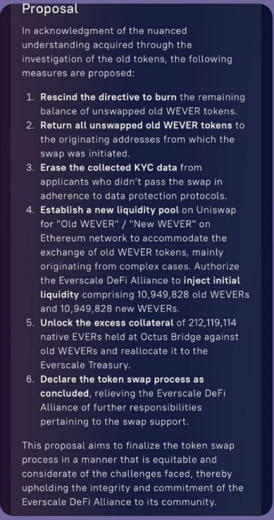 Proposal
In acknowledgment of the nuanced
understanding acquired through the
investigation of the old tokens, the following
measures are proposed:
1. Rescind the directive to burn the remaining
balance of unswapped old WEVER tokens.
2. Return all unswapped old WEVER tokens to
the originating addresses from which the
swap was initiated.
3. Erase the collected KYC data from
applicants who didn't pass the swap in
adherence to data protection protocols.
4. Establish a new liquidity pool on Uniswap
for "Old WEVER" / "New WEVER" on
Ethereum network to accommodate the
exchange of old WEVER tokens, mainly
originating from complex cases. Authorize
the Everscale DeFi Alliance to inject initial
liquidity comprising 10,949,828 old WEVERs
and 10,949,828 new WEVERs.
5. Unlock the excess collateral of 212,119,114
native EVERs held at Octus Bridge against
old WEVERs and reallocate it to the
Everscale Treasury.
6. Declare the token swap process as
concluded, relieving the Everscale DeFi
Alliance of further responsibilities
pertaining to the swap support.
This proposal aims to finalize the token swap
process in a manner that is equitable and
considerate of the challenges faced, thereby
upholding the integrity and commitment of the
Everscale DeFi Alliance to its community.